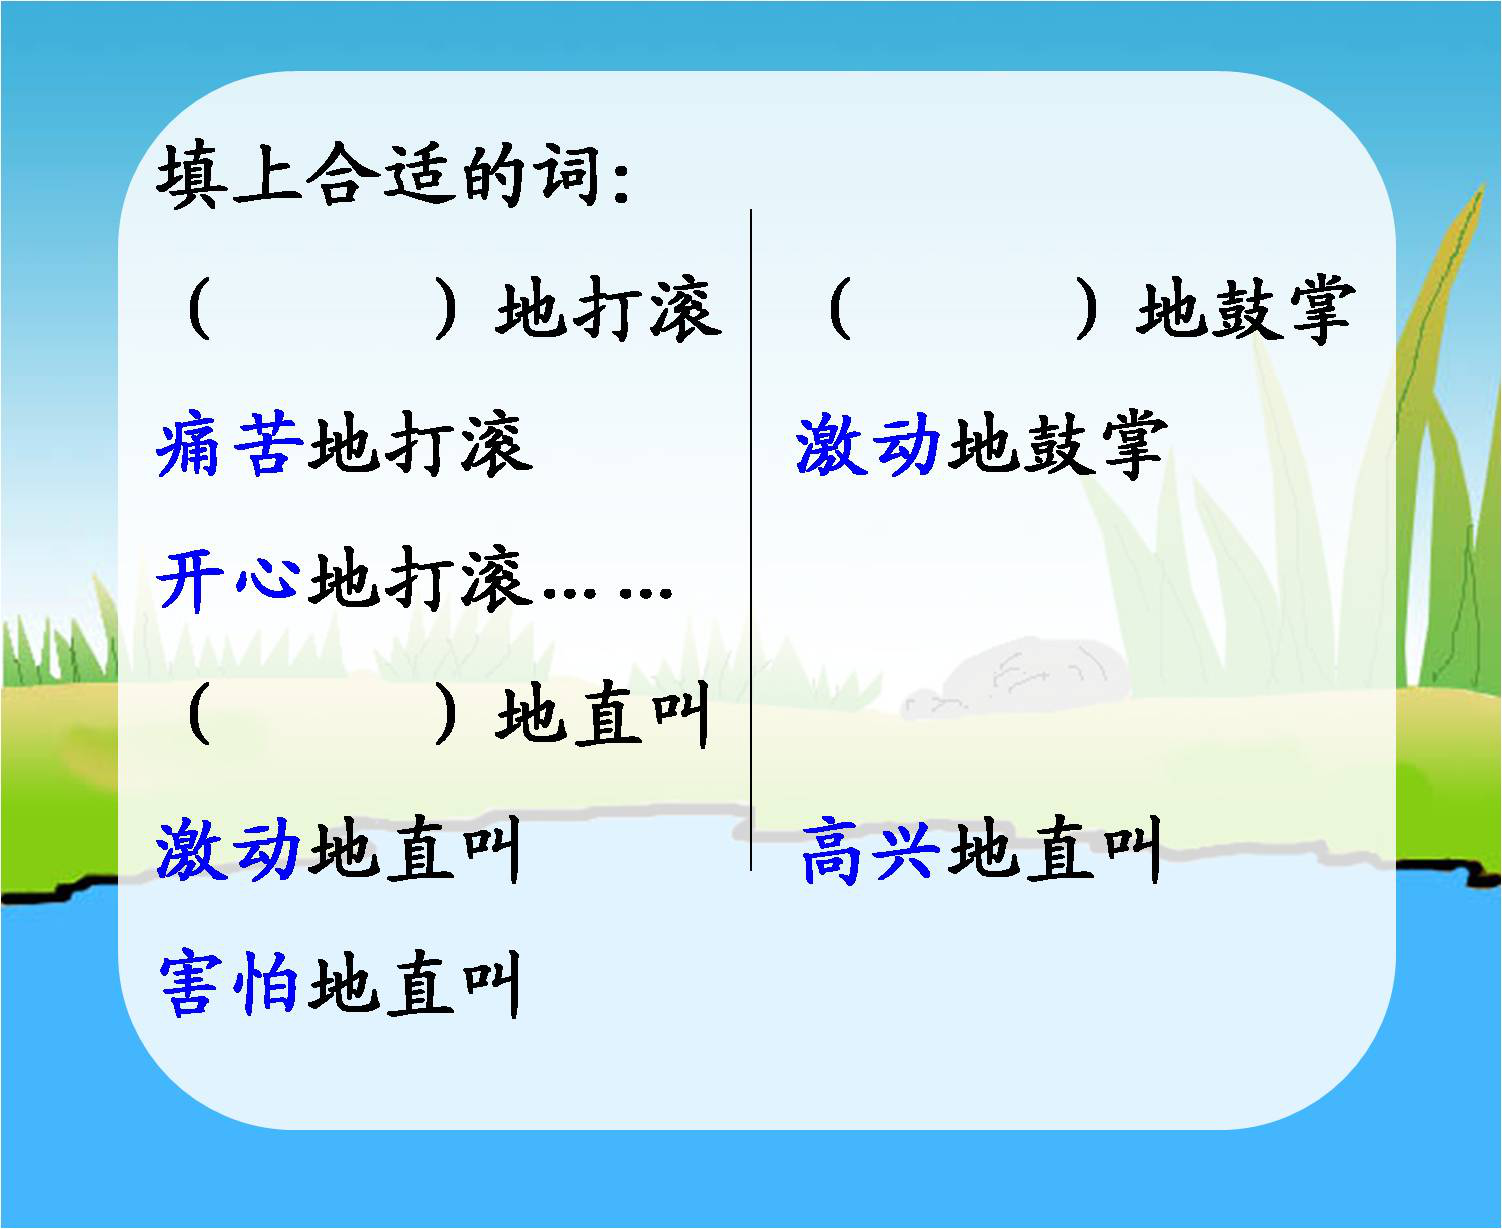 填上合适的词：
（　　　）地打滚
痛苦地打滚
开心地打滚… …
（　　　）地鼓掌
激动地鼓掌
（　　　）地直叫
激动地直叫
高兴地直叫
害怕地直叫